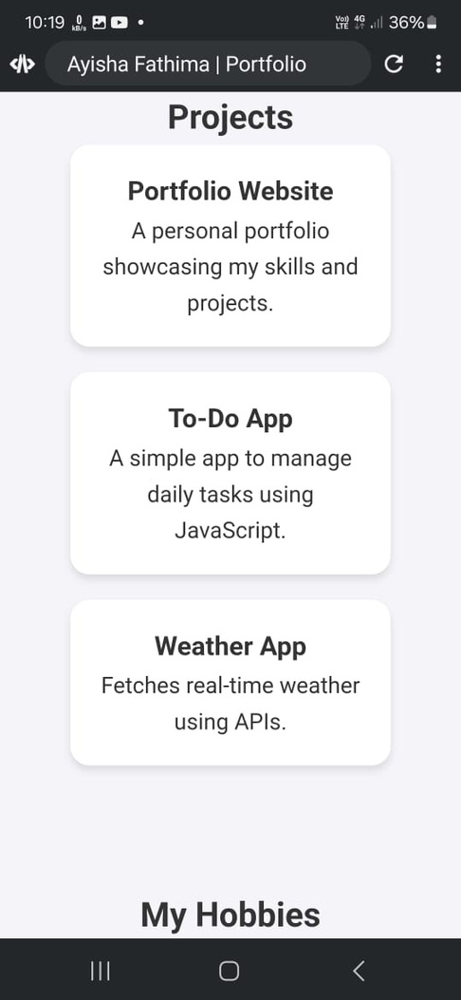 10:19 0 kB/s Vo)) LTE 4G 36%
Ayisha Fathima | Portfolio
Projects
Portfolio Website
A personal portfolio
showcasing my skills and
projects.
To-Do App
A simple app to manage
daily tasks using
JavaScript.
Weather App
Fetches real-time weather
using APIs.
My Hobbies